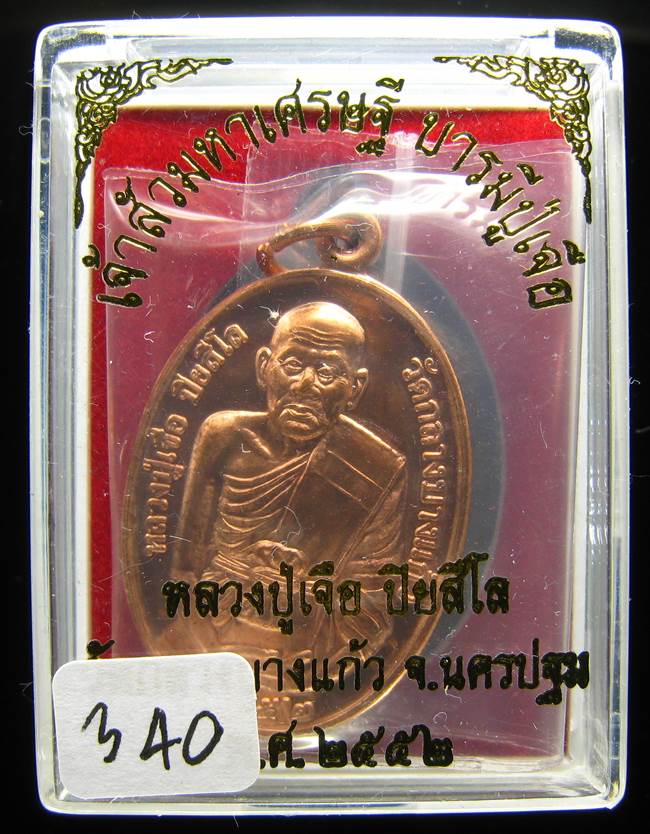 เจ้าสัวมหาเศรษฐี บารมีปู่เจือ
หลวงปู่เจือ ปิยสีโล
วัดกลางบางแก้ว
หลวงปู่เจือ ปิยสีโล
บางแก้ว จ.นครปฐม
.ศ. ๒๕๕๒
340